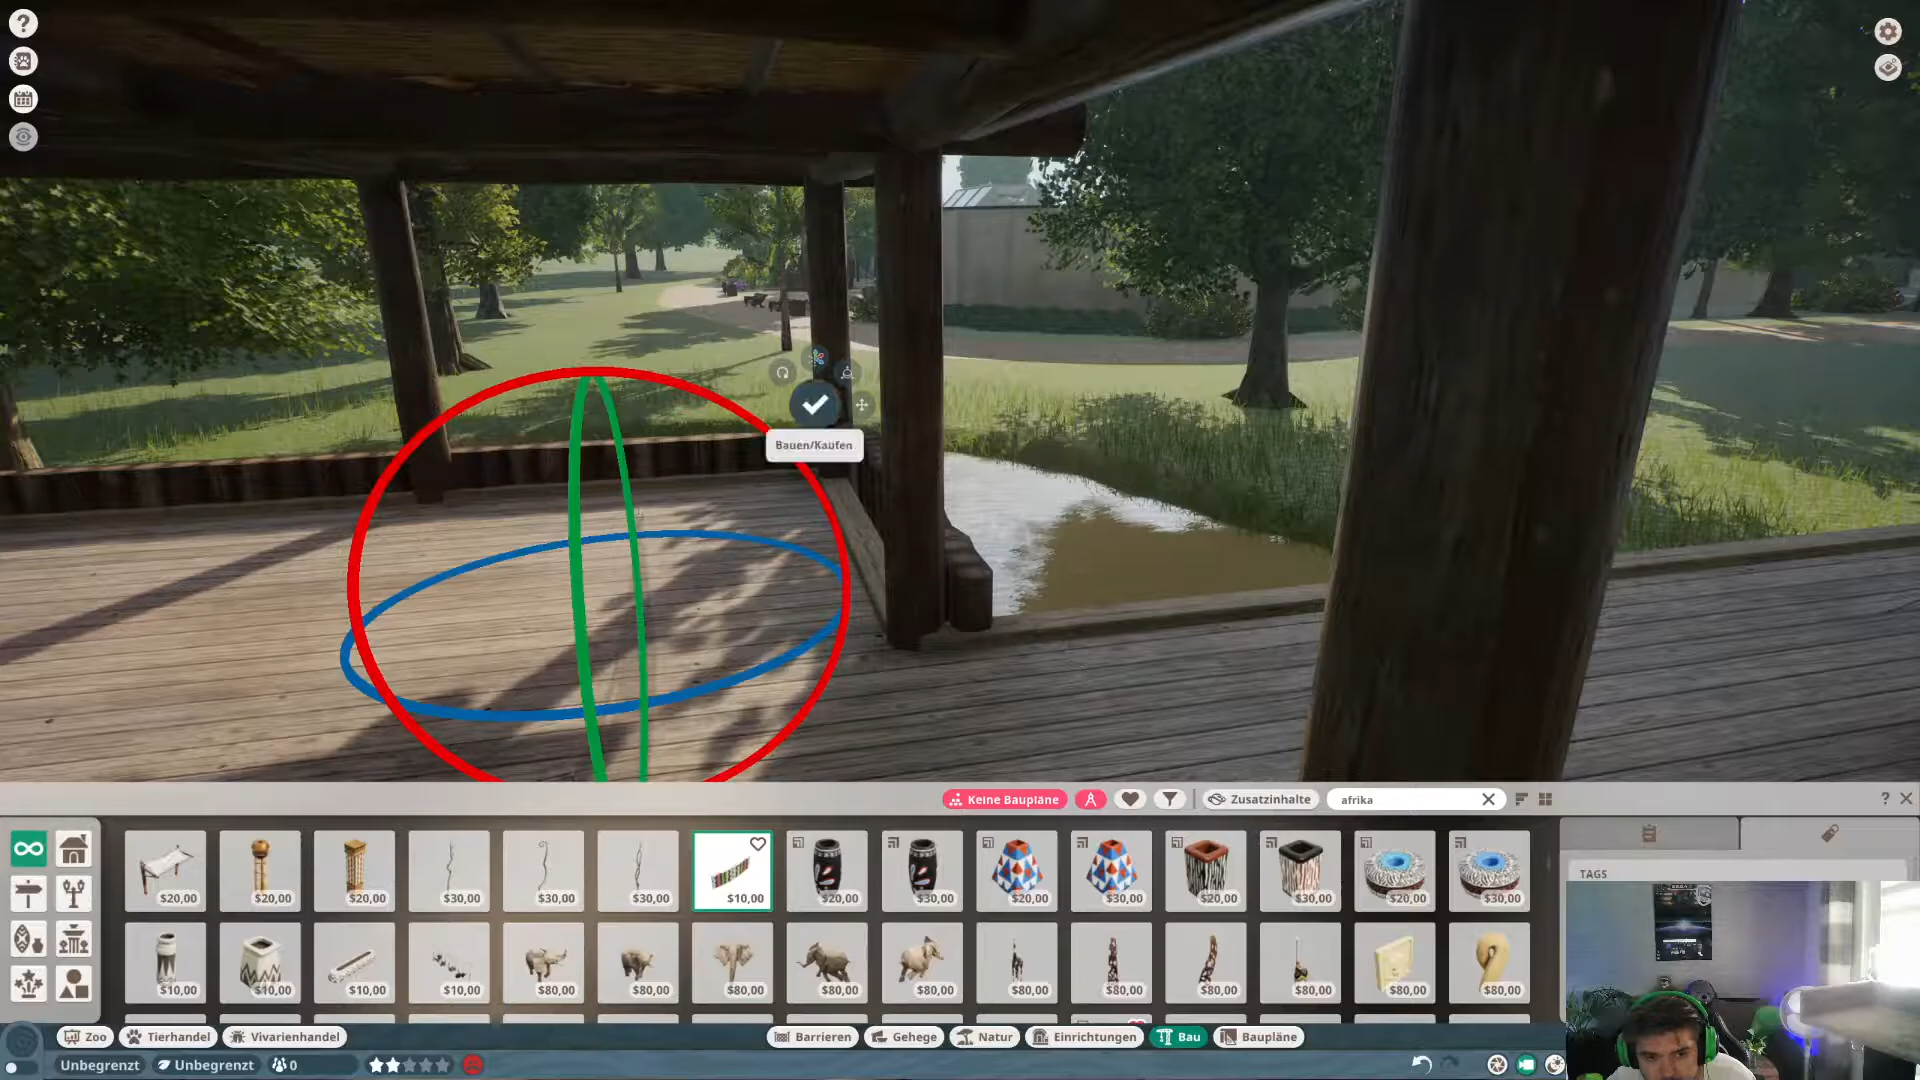 ?
Bauen/Kaufen
Keine Baupläne
Zusatzinhalte
afrika
?
$20,00 $20,00 $20,00 $30,00 $30,00 $30,00 $10,00 $20,00 $30,00 $20,00 $30,00 $20,00 $30,00 $20,00 $30,00
TAGS
$10,00 $10,00 $10,00 $10,00 $80,00 $80,00 $80,00 $80,00 $80,00 $80,00 $80,00 $80,00 $80,00 $80,00 $80,00
Zoo Tierhandel Vivarienhandel Barrieren Gehege Natur Einrichtungen Bau Baupläne
Unbegrenzt Unbegrenzt 0